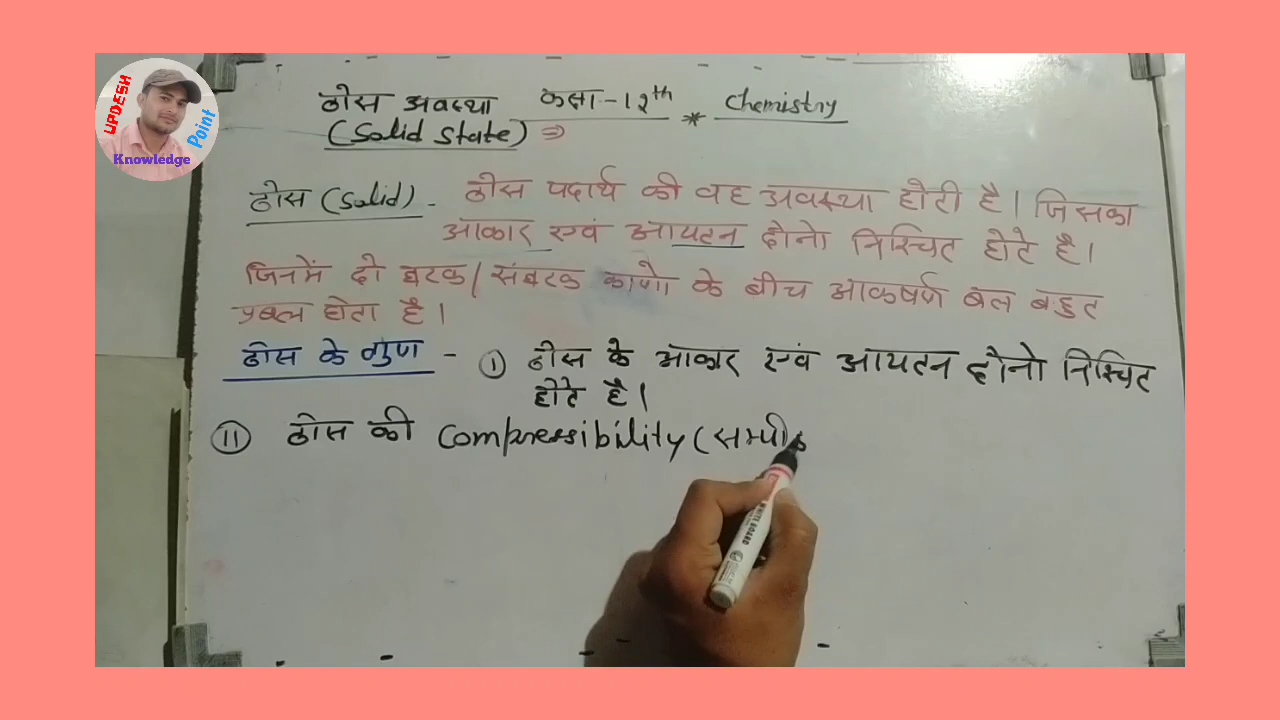 UPDESH
Knowledge
Point
ठोस अवस्था कक्षा-12th * Chemistry
(Solid State) ⇒
ठोस (Solid) - ठोस पदार्थ की वह अवस्था होती है। जिसका
आकार एवं आयतन दोनो निश्चित होते है।
जिनमें दो घटक/संघटक काणो के बीच आकर्षण बल बहुत
प्रबल होता है।
ठोस के गुण - (i) ठोस के आकार एवं आयतन दोनो निश्चित
होते है।
(ii) ठोस की Compressibility (सम्पी